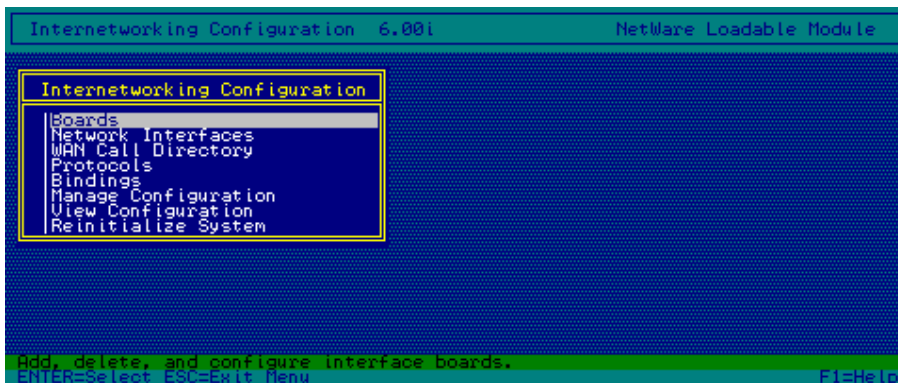 Internetworking Configuration 6.00i NetWare Loadable Module
Internetworking Configuration
Boards
Network Interfaces
WAN Call Directory
Protocols
Bindings
Manage Configuration
View Configuration
Reinitialize System
Add, delete, and configure interface boards.
ENTER=Select ESC=Exit Menu F1=Help